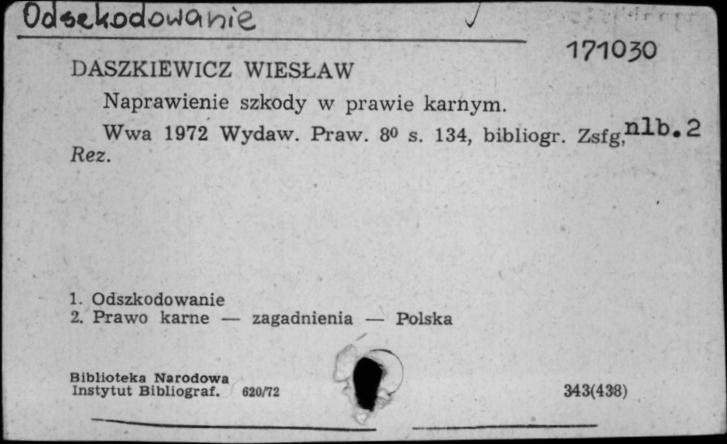 Odszkodowanie
171030
DASZKIEWICZ WIESŁAW
Naprawienie szkody w prawie karnym.
Wwa 1972 Wydaw. Praw. 8⁰ s. 134, bibliogr. Zsfg, nlb. 2
Rez.
1. Odszkodowanie
2. Prawo karne — zagadnienia — Polska
Biblioteka Narodowa
Instytut Bibliograf. 620/72
343(438)